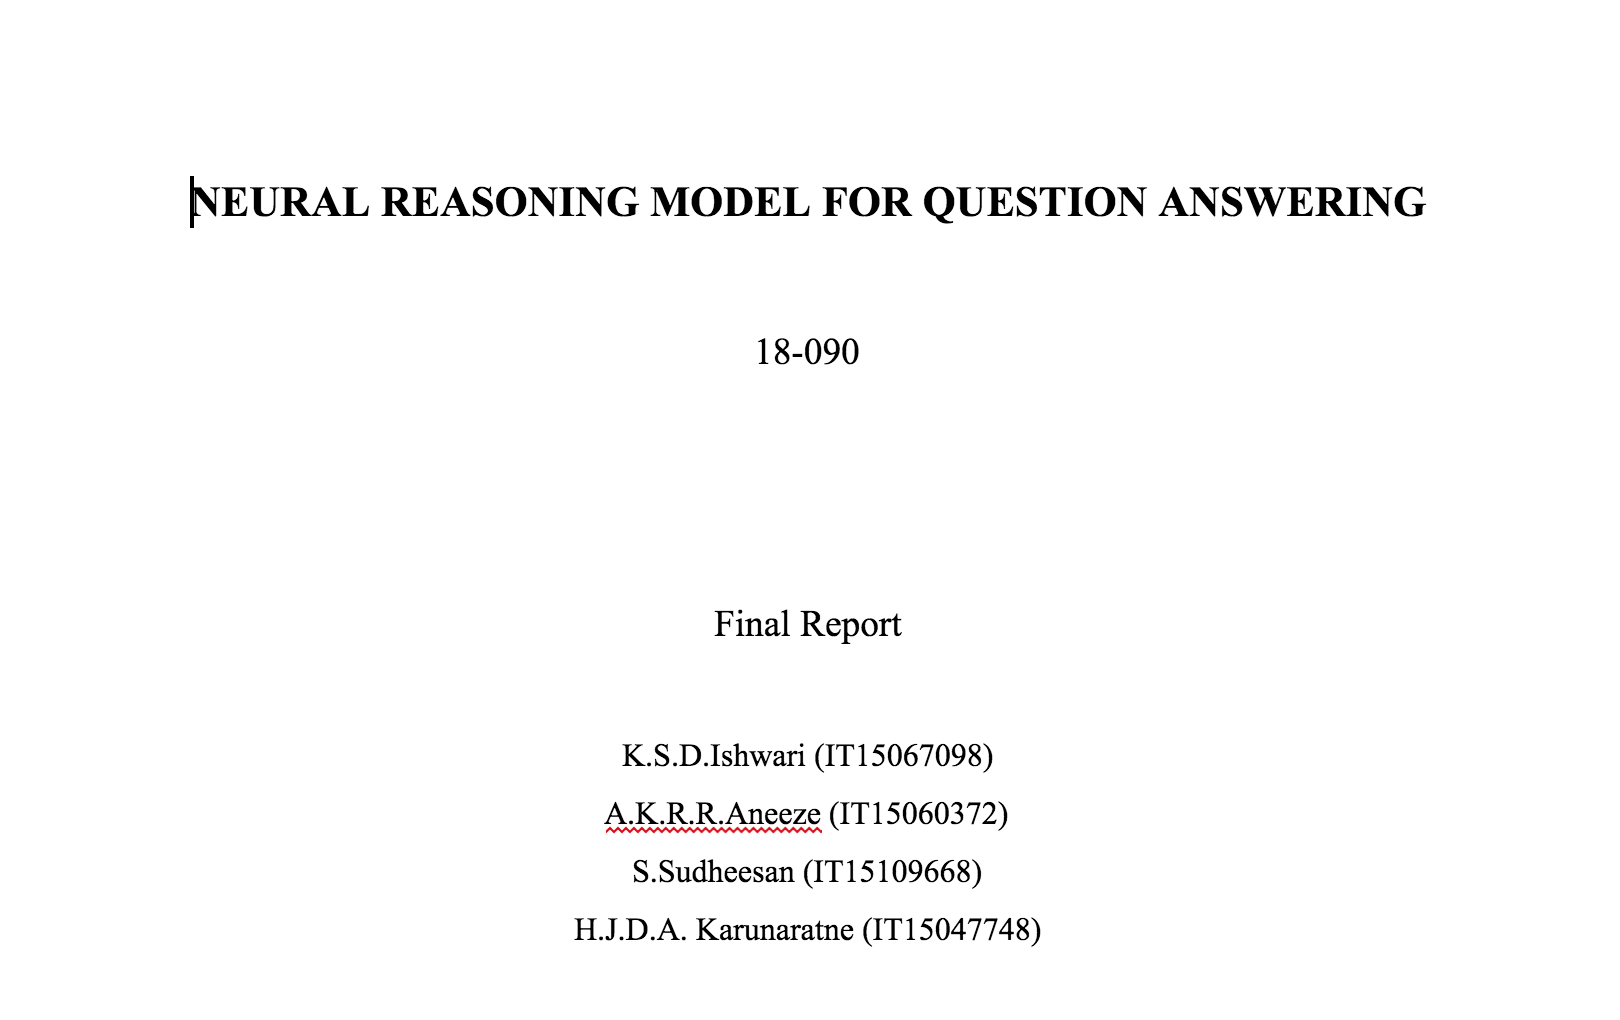 NEURAL REASONING MODEL FOR QUESTION ANSWERING
18-090
Final Report
K.S.D.Ishwari (IT15067098)
A.K.R.R.Aneeze (IT15060372)
S.Sudheesan (IT15109668)
H.J.D.A. Karunaratne (IT15047748)